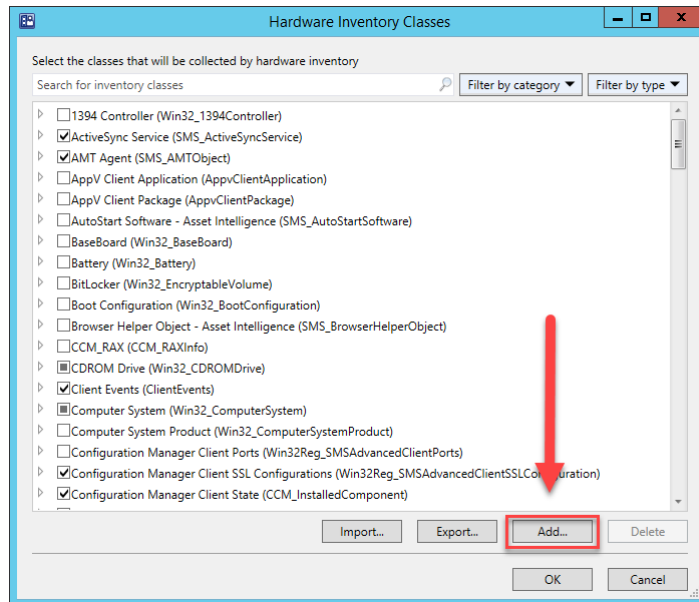 Hardware Inventory Classes
Select the classes that will be collected by hardware inventory
Search for inventory classes
Filter by category
Filter by type
1394 Controller (Win32_1394Controller)
ActiveSync Service (SMS_ActiveSyncService)
AMT Agent (SMS_AMTObject)
AppV Client Application (AppvClientApplication)
AppV Client Package (AppvClientPackage)
AutoStart Software - Asset Intelligence (SMS_AutoStartSoftware)
BaseBoard (Win32_BaseBoard)
Battery (Win32_Battery)
BitLocker (Win32_EncryptableVolume)
Boot Configuration (Win32_BootConfiguration)
Browser Helper Object - Asset Intelligence (SMS_BrowserHelperObject)
CCM_RAX (CCM_RAXInfo)
CDROM Drive (Win32_CDROMDrive)
Client Events (ClientEvents)
Computer System (Win32_ComputerSystem)
Computer System Product (Win32_ComputerSystemProduct)
Configuration Manager Client Ports (Win32Reg_SMSAdvancedClientPorts)
Configuration Manager Client SSL Configurations
Configuration Manager Client State (CCM_InstalledComponent)
Import...
Export...
Add...
Delete
OK
Cancel